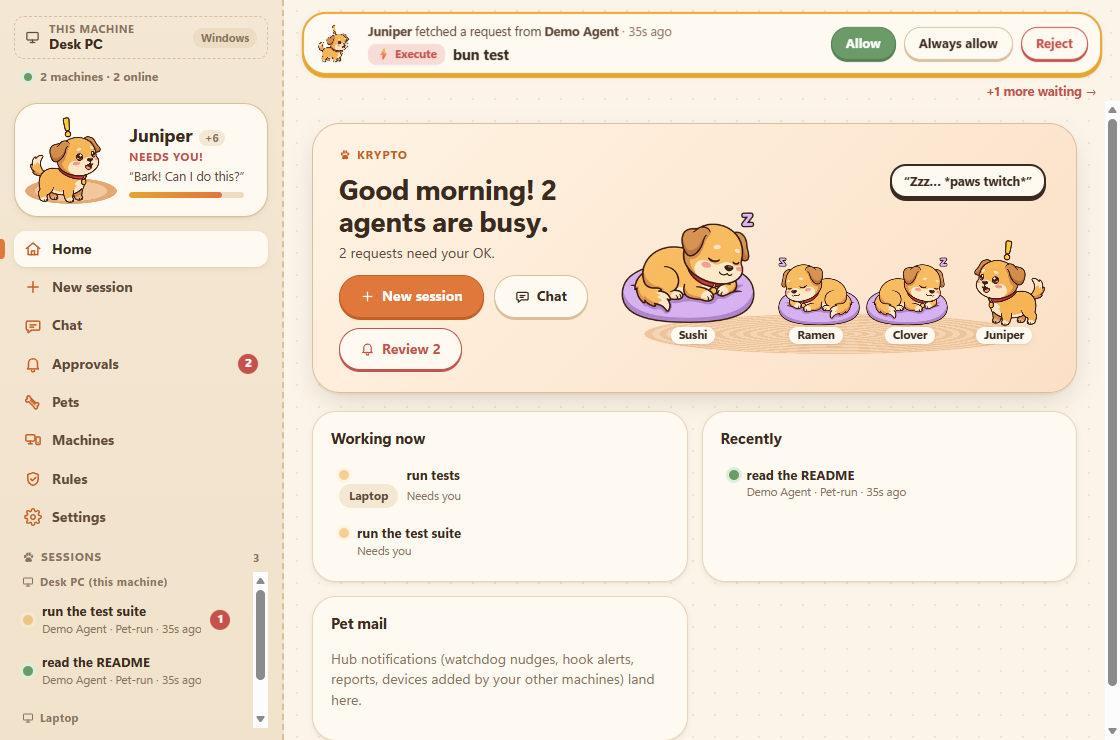 THIS MACHINE
Desk PC
Windows
2 machines · 2 online
Juniper +6
NEEDS YOU!
“Bark! Can I do this?”
Home
New session
Chat
Approvals 2
Pets
Machines
Rules
Settings
SESSIONS 3
Desk PC (this machine)
run the test suite
Demo Agent · Pet-run · 35s ago
1
read the README
Demo Agent · Pet-run · 35s ago
Laptop
Juniper fetched a request from Demo Agent · 35s ago
Execute bun test
Allow
Always allow
Reject
+1 more waiting →
KRYPTO
Good morning! 2
agents are busy.
2 requests need your OK.
New session
Chat
Review 2
“Zzz... *paws twitch*”
Z
z
z
Sushi
Ramen
Clover
Juniper
Working now
run tests
Laptop Needs you
run the test suite
Needs you
Recently
read the README
Demo Agent · Pet-run · 35s ago
Pet mail
Hub notifications (watchdog nudges, hook alerts,
reports, devices added by your other machines) land
here.